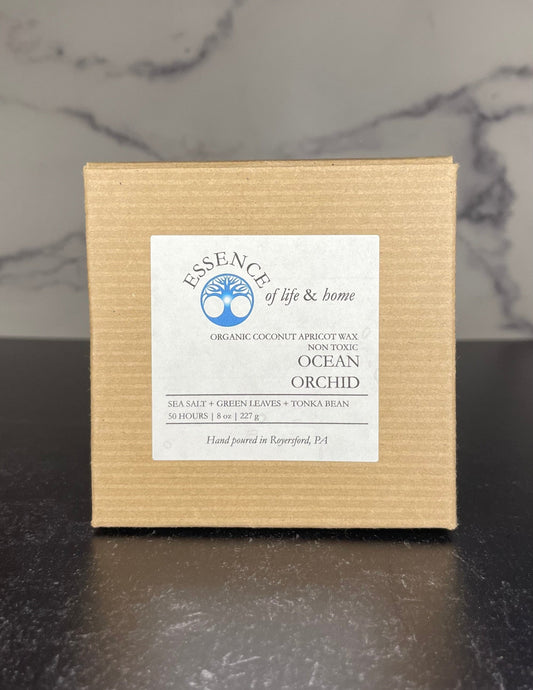 ESSENCE
of life & home
ORGANIC COCONUT APRICOT WAX
NON TOXIC
OCEAN
ORCHID
SEA SALT + GREEN LEAVES + TONKA BEAN
50 HOURS | 8 oz | 227 g
Hand poured in Royersford, PA